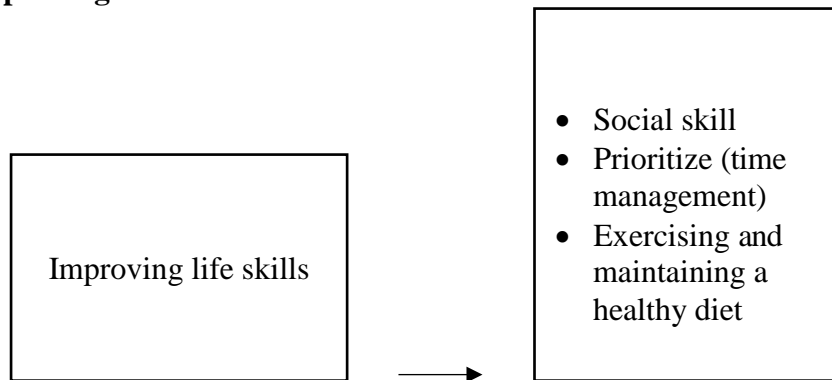 Improving life skills
• Social skill
• Prioritize (time
management)
• Exercising and
maintaining a
healthy diet